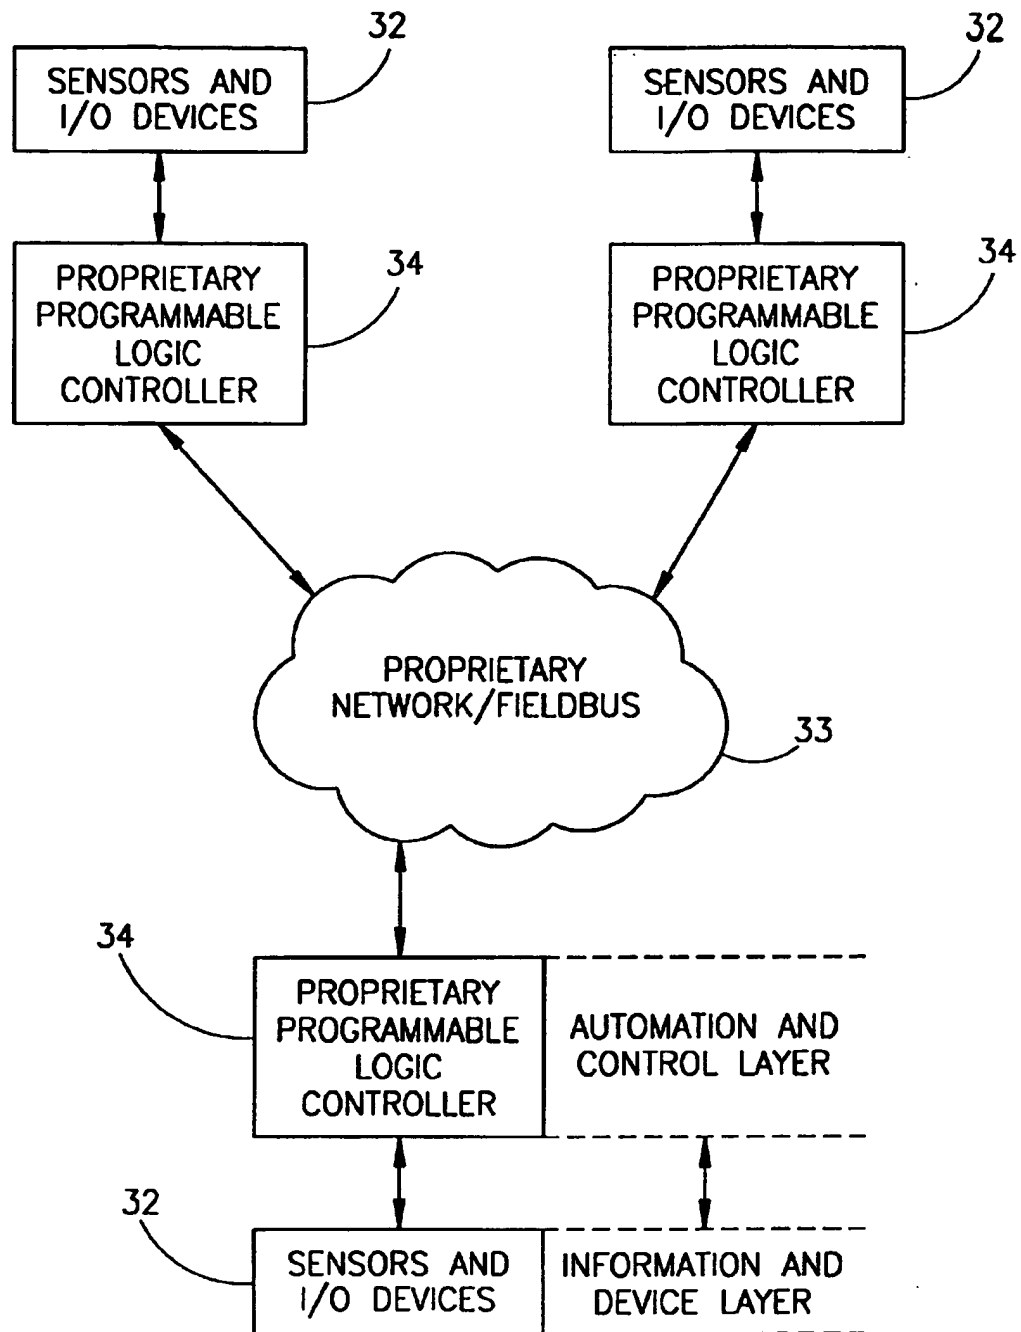 32
32
SENSORS AND
I/O DEVICES
SENSORS AND
I/O DEVICES
34
34
PROPRIETARY
PROGRAMMABLE
LOGIC
CONTROLLER
PROPRIETARY
PROGRAMMABLE
LOGIC
CONTROLLER
PROPRIETARY
NETWORK/FIELDBUS
33
34
PROPRIETARY
PROGRAMMABLE
LOGIC
CONTROLLER
AUTOMATION AND
CONTROL LAYER
32
SENSORS AND
I/O DEVICES
INFORMATION AND
DEVICE LAYER